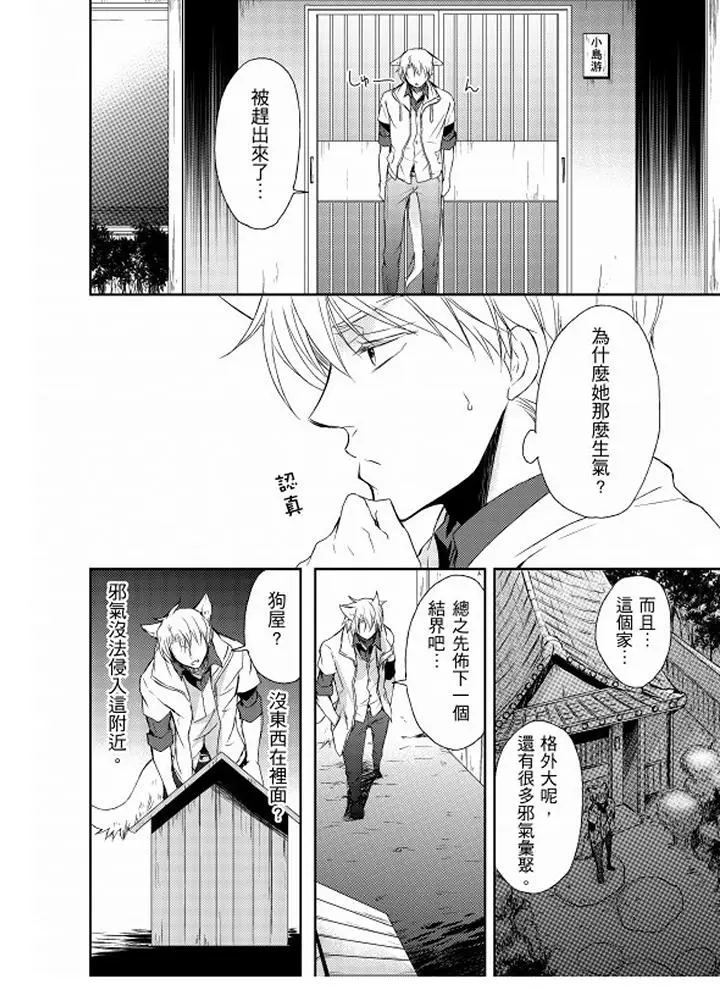 小鳥游
しゅーん
被趕出來了…
為什麼她那麼生氣？
認真
而且…
這個家…
格外大呢，
還有很多邪氣彙聚。
總之先佈下一個
結界吧…
狗屋？
沒東西在裡面？
邪氣沒法侵入這附近。